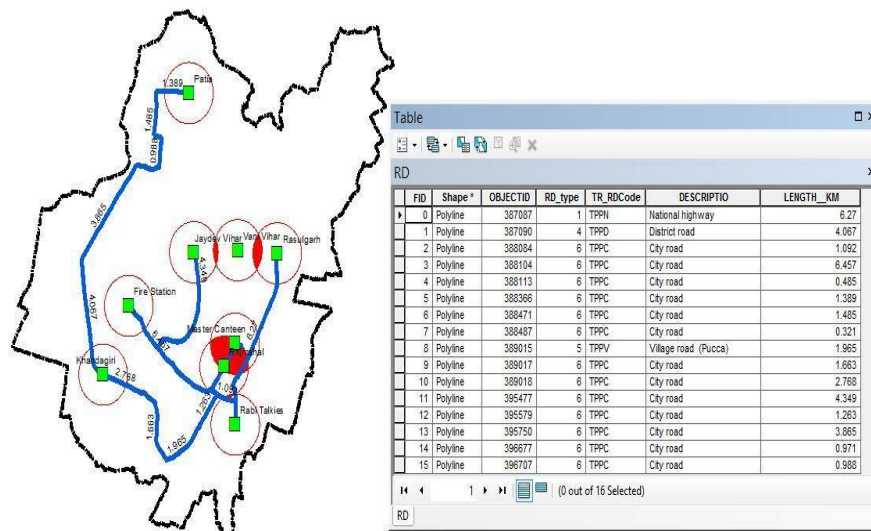 Patia
1.389
1.485
0.988
3.865
Jaydev Vihar
Vani Vihar
Rasulgarh
4.349
4.067
Fire Station
Master Canteen
6.27
6.457
Rajmahal
Khandagiri
2.768
1.09
1.263
1.663
1.965
Rabi Talkies
Table
RD
FID Shape * OBJECTID RD_type TR_RDCode DESCRIPTIO LENGTH__KM
0 Polyline 387087 1 TPPN National highway 6.27
1 Polyline 387090 4 TPPD District road 4.067
2 Polyline 388084 6 TPPC City road 1.092
3 Polyline 388104 6 TPPC City road 6.457
4 Polyline 388113 6 TPPC City road 0.485
5 Polyline 388366 6 TPPC City road 1.389
6 Polyline 388471 6 TPPC City road 1.485
7 Polyline 388487 6 TPPC City road 0.321
8 Polyline 389015 5 TPPV Village road (Pucca) 1.965
9 Polyline 389017 6 TPPC City road 1.663
10 Polyline 389018 6 TPPC City road 2.768
11 Polyline 395477 6 TPPC City road 4.349
12 Polyline 395579 6 TPPC City road 1.263
13 Polyline 395750 6 TPPC City road 3.865
14 Polyline 396677 6 TPPC City road 0.971
15 Polyline 396707 6 TPPC City road 0.988
1 (0 out of 16 Selected)
RD